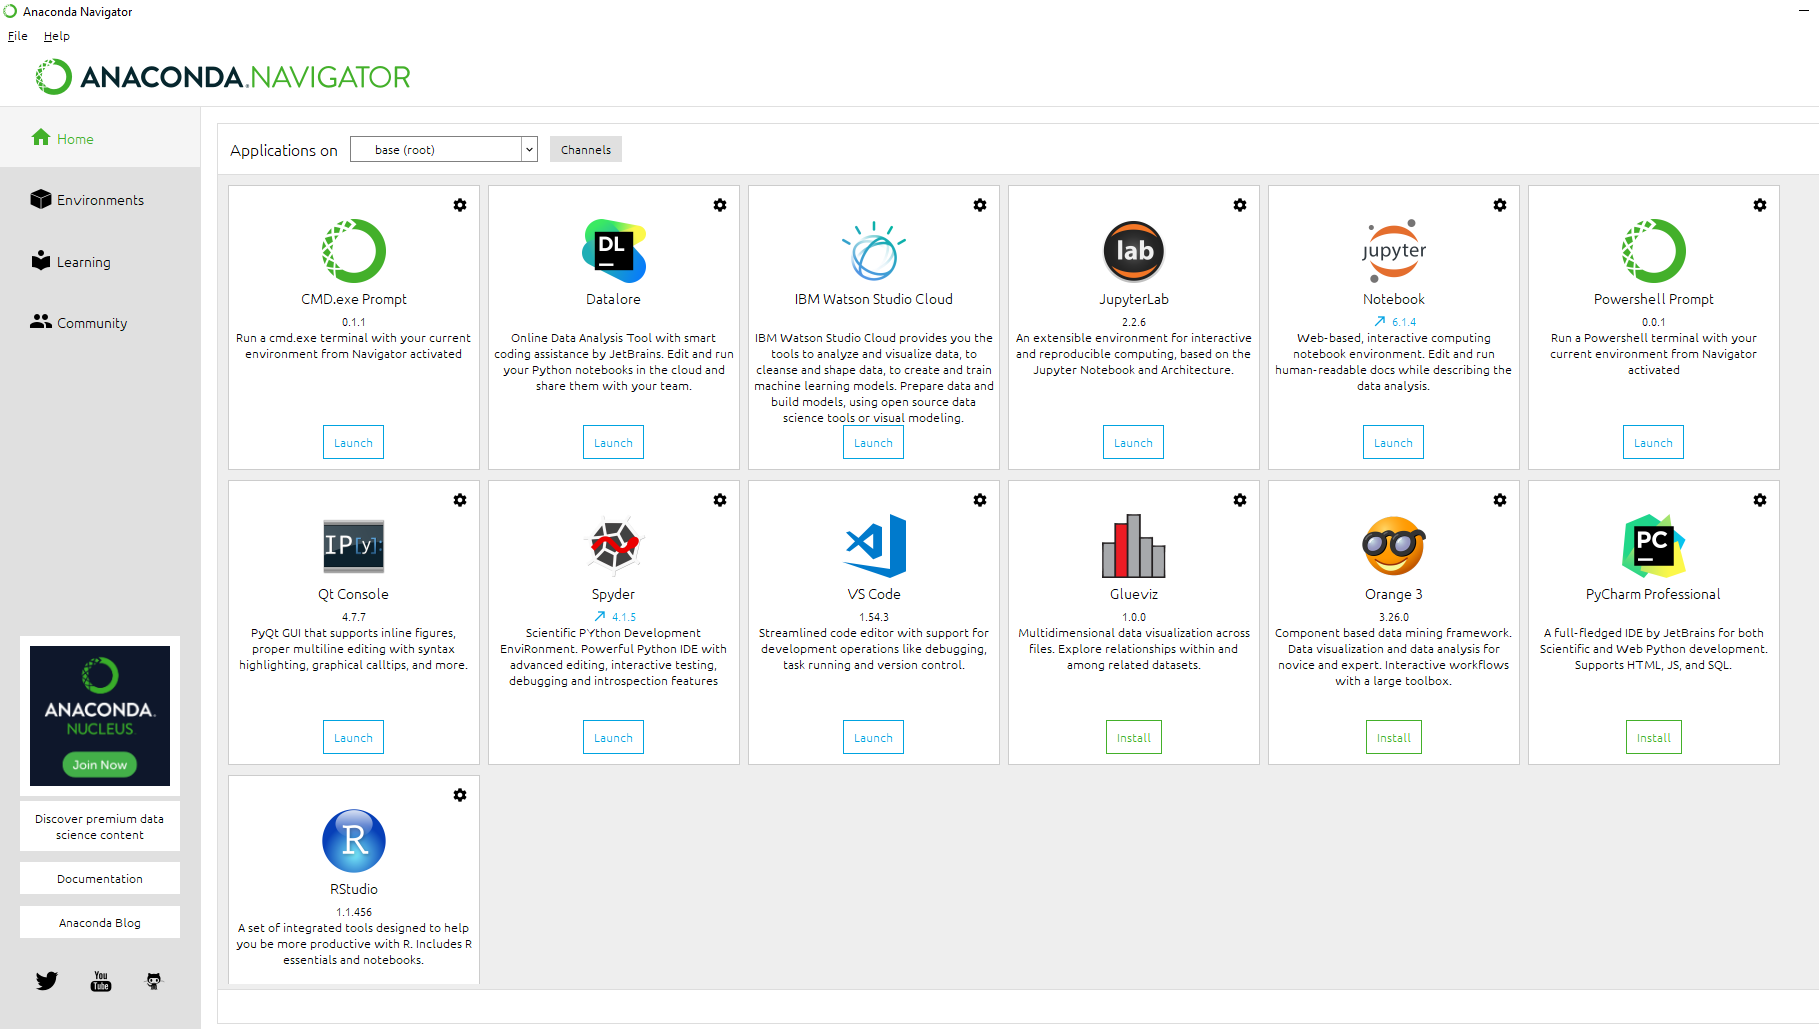 Anaconda Navigator
File Help
ANACONDA.NAVIGATOR
Home
Environments
Learning
Community
ANACONDA.
NUCLEUS
Join Now
Discover premium data
science content
Documentation
Anaconda Blog
You
Tube
Applications on base (root) Channels
CMD.exe Prompt
0.1.1
Run a cmd.exe terminal with your current
environment from Navigator activated
Launch
DL
Datalore
Online Data Analysis Tool with smart
coding assistance by JetBrains. Edit and run
your Python notebooks in the cloud and
share them with your team.
Launch
IBM Watson Studio Cloud
IBM Watson Studio Cloud provides you the
tools to analyze and visualize data, to
cleanse and shape data, to create and train
machine learning models. Prepare data and
build models, using open source data
science tools or visual modeling.
Launch
lab
JupyterLab
2.2.6
An extensible environment for interactive
and reproducible computing, based on the
Jupyter Notebook and Architecture.
Launch
jupyter
Notebook
6.1.4
Web-based, interactive computing
notebook environment. Edit and run
human-readable docs while describing the
data analysis.
Launch
Powershell Prompt
0.0.1
Run a Powershell terminal with your
current environment from Navigator
activated
Launch
IP[y]:
Qt Console
4.7.7
PyQt GUI that supports inline figures,
proper multiline editing with syntax
highlighting, graphical calltips, and more.
Launch
Spyder
4.1.5
Scientific PYthon Development
EnviRonment. Powerful Python IDE with
advanced editing, interactive testing,
debugging and introspection features
Launch
VS Code
1.54.3
Streamlined code editor with support for
development operations like debugging,
task running and version control.
Launch
Glueviz
1.0.0
Multidimensional data visualization across
files. Explore relationships within and
among related datasets.
Install
Orange 3
3.26.0
Component based data mining framework.
Data visualization and data analysis for
novice and expert. Interactive workflows
with a large toolbox.
Install
PC
PyCharm Professional
A full-fledged IDE by JetBrains for both
Scientific and Web Python development.
Supports HTML, JS, and SQL.
Install
R
RStudio
1.1.456
A set of integrated tools designed to help
you be more productive with R. Includes R
essentials and notebooks.